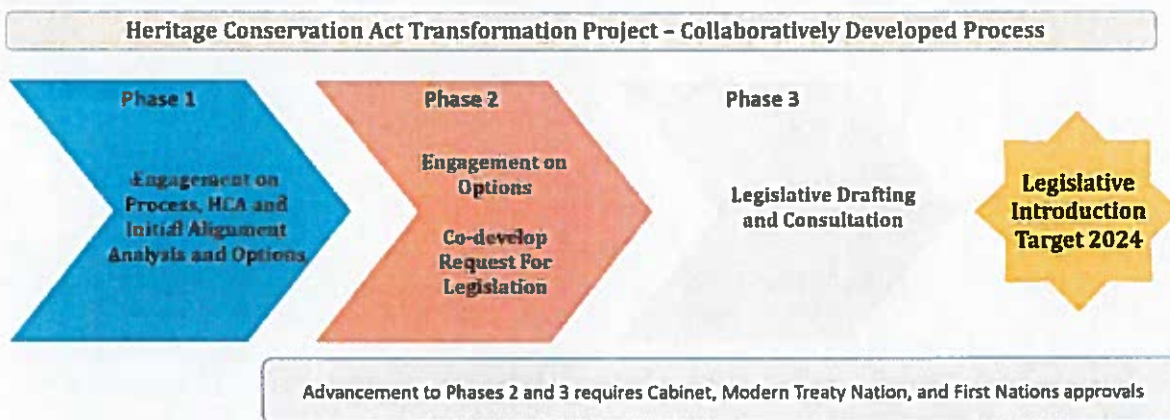 Heritage Conservation Act Transformation Project – Collaboratively Developed Process
Phase 1
Engagement on
Process, HCA and
Initial Alignment
Analysis and Options
Phase 2
Engagement on
Options
Co-develop
Request For
Legislation
Phase 3
Legislative Drafting
and Consultation
Legislative
Introduction
Target 2024
Advancement to Phases 2 and 3 requires Cabinet, Modern Treaty Nation, and First Nations approvals